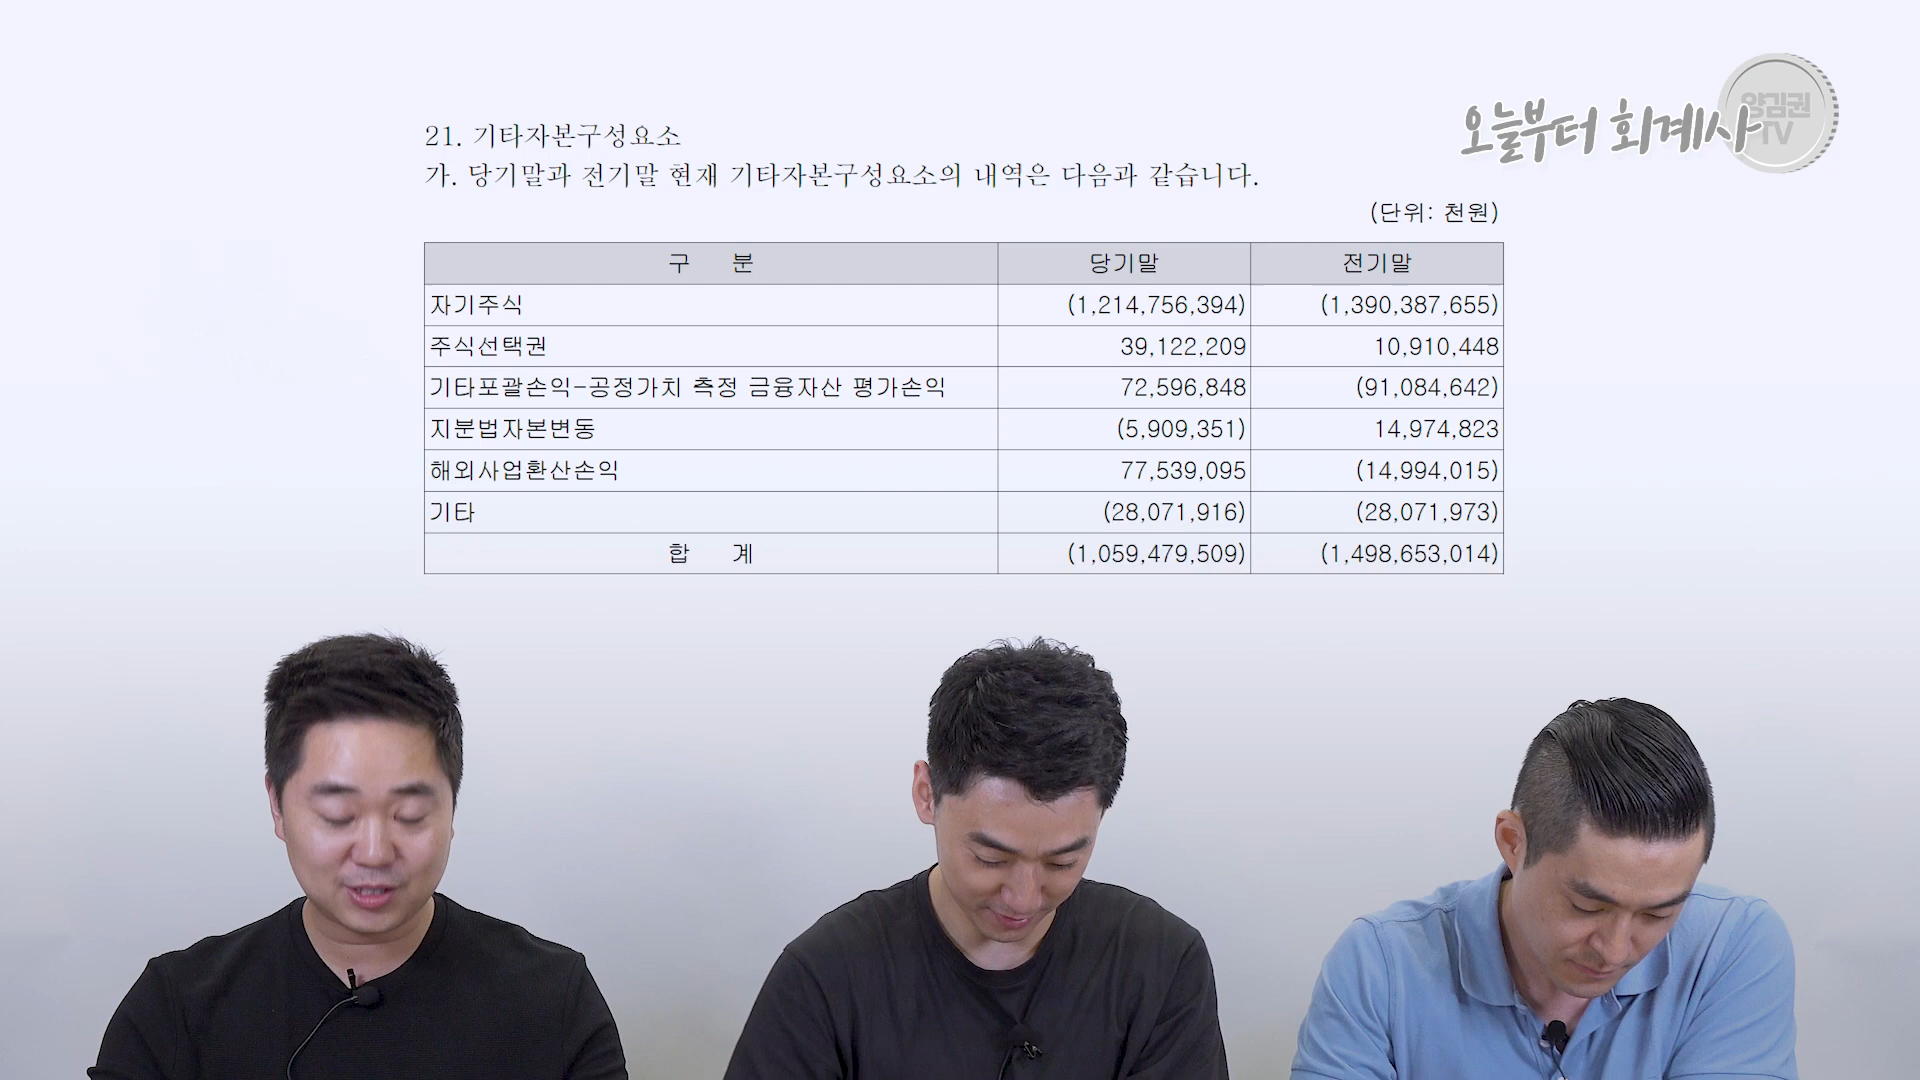 양김권
TV
오늘부터 회계사
21. 기타자본구성요소
가. 당기말과 전기말 현재 기타자본구성요소의 내역은 다음과 같습니다.
(단위: 천원)
구 분 당기말 전기말
자기주식 (1,214,756,394) (1,390,387,655)
주식선택권 39,122,209 10,910,448
기타포괄손익-공정가치 측정 금융자산 평가손익 72,596,848 (91,084,642)
지분법자본변동 (5,909,351) 14,974,823
해외사업환산손익 77,539,095 (14,994,015)
기타 (28,071,916) (28,071,973)
합 계 (1,059,479,509) (1,498,653,014)